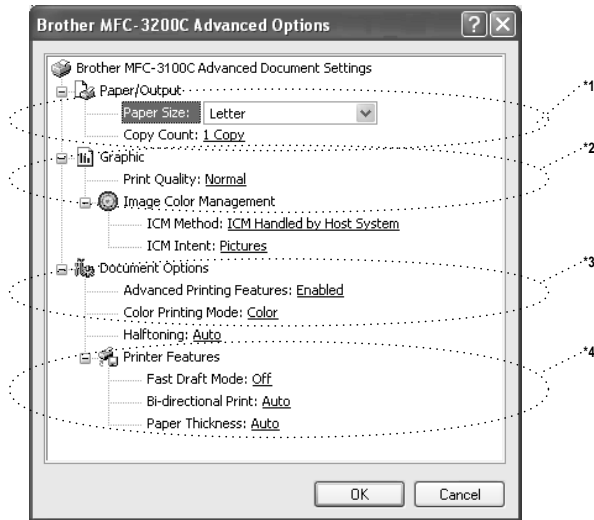 Brother MFC-3200C Advanced Options
Brother MFC-3100C Advanced Document Settings
Paper/Output
Paper Size: Letter
Copy Count: 1 Copy
Graphic
Print Quality: Normal
Image Color Management
ICM Method: ICM Handled by Host System
ICM Intent: Pictures
Document Options
Advanced Printing Features: Enabled
Color Printing Mode: Color
Halftoning: Auto
Printer Features
Fast Draft Mode: Off
Bi-directional Print: Auto
Paper Thickness: Auto
OK Cancel
*1
*2
*3
*4